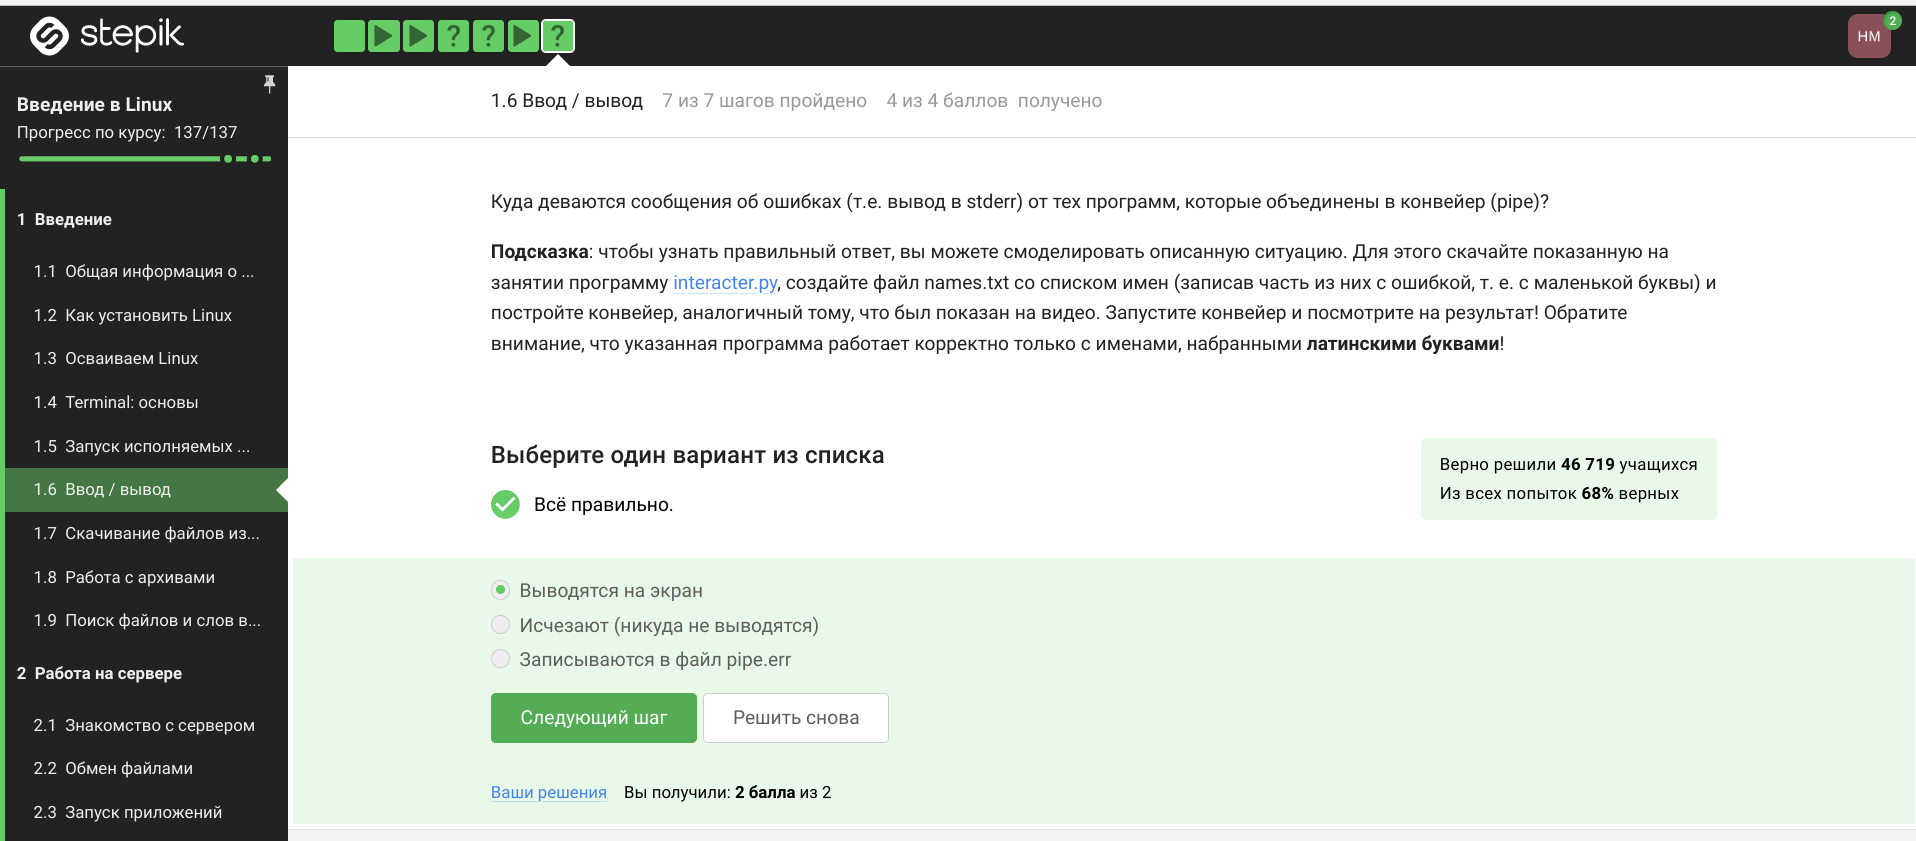 stepik
? ? ?
НМ
2
Введение в Linux
Прогресс по курсу: 137/137
1 Введение
1.1 Общая информация о ...
1.2 Как установить Linux
1.3 Осваиваем Linux
1.4 Terminal: основы
1.5 Запуск исполняемых ...
1.6 Ввод / вывод
1.7 Скачивание файлов из...
1.8 Работа с архивами
1.9 Поиск файлов и слов в...
2 Работа на сервере
2.1 Знакомство с сервером
2.2 Обмен файлами
2.3 Запуск приложений
1.6 Ввод / вывод 7 из 7 шагов пройдено 4 из 4 баллов получено
Куда деваются сообщения об ошибках (т.е. вывод в stderr) от тех программ, которые объединены в конвейер (pipe)?
Подсказка: чтобы узнать правильный ответ, вы можете смоделировать описанную ситуацию. Для этого скачайте показанную на
занятии программу interacter.py, создайте файл names.txt со списком имен (записав часть из них с ошибкой, т. е. с маленькой буквы) и
постройте конвейер, аналогичный тому, что был показан на видео. Запустите конвейер и посмотрите на результат! Обратите
внимание, что указанная программа работает корректно только с именами, набранными латинскими буквами!
Выберите один вариант из списка
Всё правильно.
Верно решили 46 719 учащихся
Из всех попыток 68% верных
Выводятся на экран
Исчезают (никуда не выводятся)
Записываются в файл pipe.err
Следующий шаг
Решить снова
Ваши решения Вы получили: 2 балла из 2